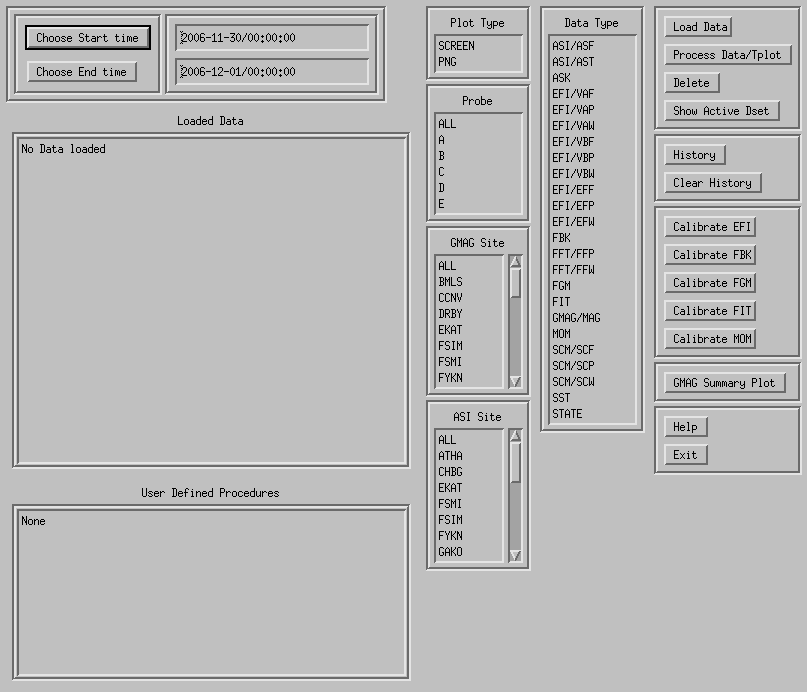 Choose Start time
2006-11-30/00:00:00
Choose End time
2006-12-01/00:00:00
Loaded Data
No Data loaded
User Defined Procedures
None
Plot Type
SCREEN
PNG
Probe
ALL
A
B
C
D
E
GMAG Site
ALL
BMLS
CCNV
DRBY
EKAT
FSIM
FSMI
FYKN
ASI Site
ALL
ATHA
CHBG
EKAT
FSMI
FSIM
FYKN
GAKO
Data Type
ASI/ASF
ASI/AST
ASK
EFI/VAF
EFI/VAP
EFI/VAW
EFI/VBF
EFI/VBP
EFI/VBW
EFI/EFF
EFI/EFP
EFI/EFW
FBK
FFT/FFP
FFT/FFW
FGM
FIT
GMAG/MAG
MOM
SCM/SCF
SCM/SCP
SCM/SCW
SST
STATE
Load Data
Process Data/Tplot
Delete
Show Active Dset
History
Clear History
Calibrate EFI
Calibrate FBK
Calibrate FGM
Calibrate FIT
Calibrate MOM
GMAG Summary Plot
Help
Exit